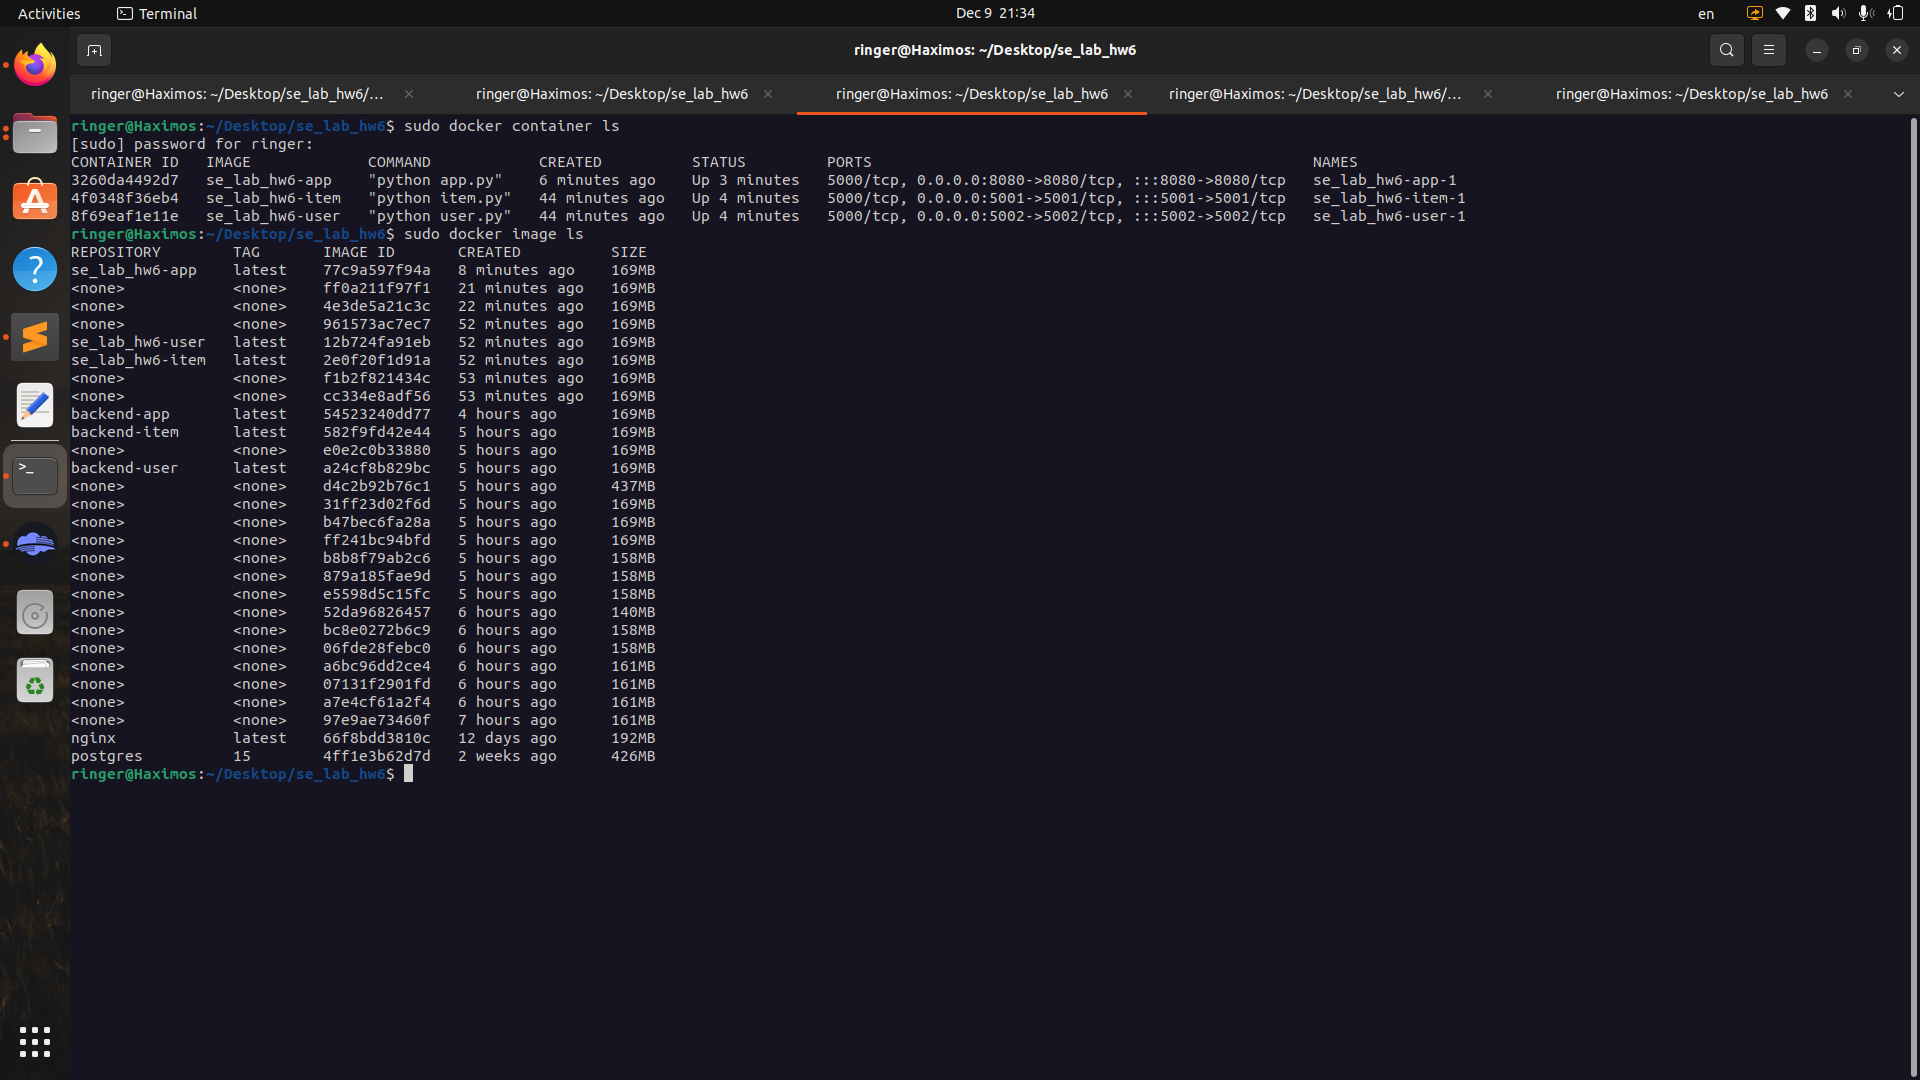 Activities Terminal Dec 9 21:34 en
ringer@Haximos: ~/Desktop/se_lab_hw6
ringer@Haximos: ~/Desktop/se_lab_hw6/... ringer@Haximos: ~/Desktop/se_lab_hw6 ringer@Haximos: ~/Desktop/se_lab_hw6 ringer@Haximos: ~/Desktop/se_lab_hw6/... ringer@Haximos: ~/Desktop/se_lab_hw6
ringer@Haximos:~/Desktop/se_lab_hw6$ sudo docker container ls
[sudo] password for ringer:
CONTAINER ID   IMAGE             COMMAND            CREATED          STATUS         PORTS                                                 NAMES
3260da4492d7   se_lab_hw6-app    "python app.py"    6 minutes ago    Up 3 minutes   5000/tcp, 0.0.0.0:8080->8080/tcp, :::8080->8080/tcp   se_lab_hw6-app-1
4f0348f36eb4   se_lab_hw6-item   "python item.py"   44 minutes ago   Up 4 minutes   5000/tcp, 0.0.0.0:5001->5001/tcp, :::5001->5001/tcp   se_lab_hw6-item-1
8f69eaf1e11e   se_lab_hw6-user   "python user.py"   44 minutes ago   Up 4 minutes   5000/tcp, 0.0.0.0:5002->5002/tcp, :::5002->5002/tcp   se_lab_hw6-user-1
ringer@Haximos:~/Desktop/se_lab_hw6$ sudo docker image ls
REPOSITORY        TAG       IMAGE ID       CREATED          SIZE
se_lab_hw6-app    latest    77c9a597f94a   8 minutes ago    169MB
<none>            <none>    ff0a211f97f1   21 minutes ago   169MB
<none>            <none>    4e3de5a21c3c   22 minutes ago   169MB
<none>            <none>    961573ac7ec7   52 minutes ago   169MB
se_lab_hw6-user   latest    12b724fa91eb   52 minutes ago   169MB
se_lab_hw6-item   latest    2e0f20f1d91a   52 minutes ago   169MB
<none>            <none>    f1b2f821434c   53 minutes ago   169MB
<none>            <none>    cc334e8adf56   53 minutes ago   169MB
backend-app       latest    54523240dd77   4 hours ago      169MB
backend-item      latest    582f9fd42e44   5 hours ago      169MB
<none>            <none>    e0e2c0b33880   5 hours ago      169MB
backend-user      latest    a24cf8b829bc   5 hours ago      169MB
<none>            <none>    d4c2b92b76c1   5 hours ago      437MB
<none>            <none>    31ff23d02f6d   5 hours ago      169MB
<none>            <none>    b47bec6fa28a   5 hours ago      169MB
<none>            <none>    ff241bc94bfd   5 hours ago      169MB
<none>            <none>    b8b8f79ab2c6   5 hours ago      158MB
<none>            <none>    879a185fae9d   5 hours ago      158MB
<none>            <none>    e5598d5c15fc   5 hours ago      158MB
<none>            <none>    52da96826457   6 hours ago      140MB
<none>            <none>    bc8e0272b6c9   6 hours ago      158MB
<none>            <none>    06fde28febc0   6 hours ago      158MB
<none>            <none>    a6bc96dd2ce4   6 hours ago      161MB
<none>            <none>    07131f2901fd   6 hours ago      161MB
<none>            <none>    a7e4cf61a2f4   6 hours ago      161MB
<none>            <none>    97e9ae73460f   7 hours ago      161MB
nginx             latest    66f8bdd3810c   12 days ago      192MB
postgres          15        4ff1e3b62d7d   2 weeks ago      426MB
ringer@Haximos:~/Desktop/se_lab_hw6$